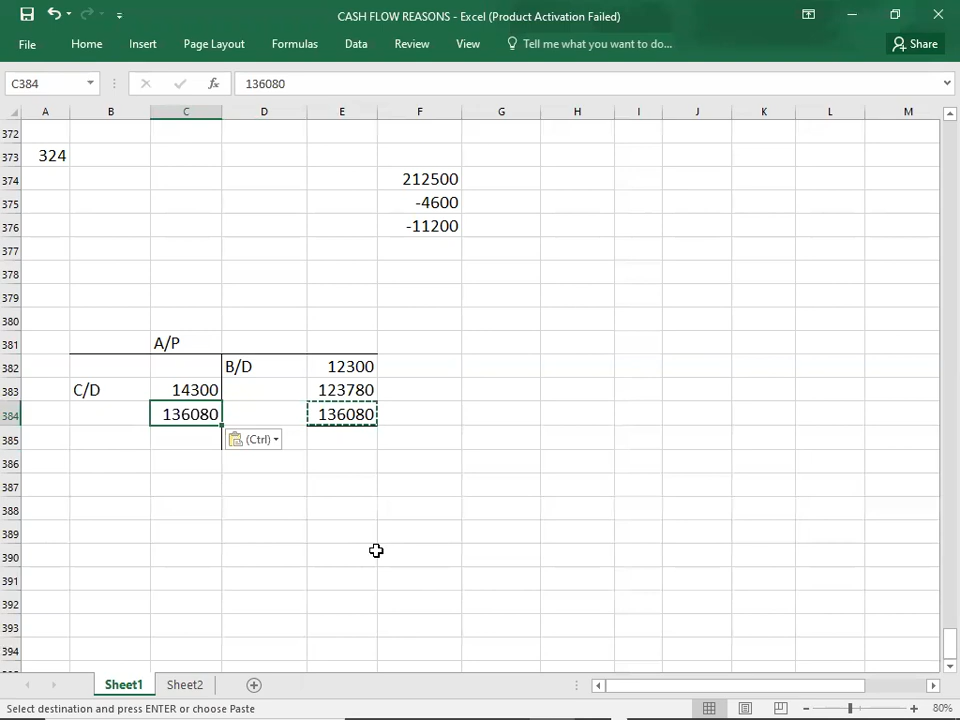 CASH FLOW REASONS - Excel (Product Activation Failed)
File Home Insert Page Layout Formulas Data Review View Tell me what you want to do... Share
C384 fx 136080
A B C D E F G H I J K L M
372
373 324
374 212500
375 -4600
376 -11200
377
378
379
380
381 A/P
382 B/D 12300
383 C/D 14300 123780
384 136080 136080
385 (Ctrl)
386
387
388
389
390
391
392
393
394
Sheet1 Sheet2
Select destination and press ENTER or choose Paste 80%